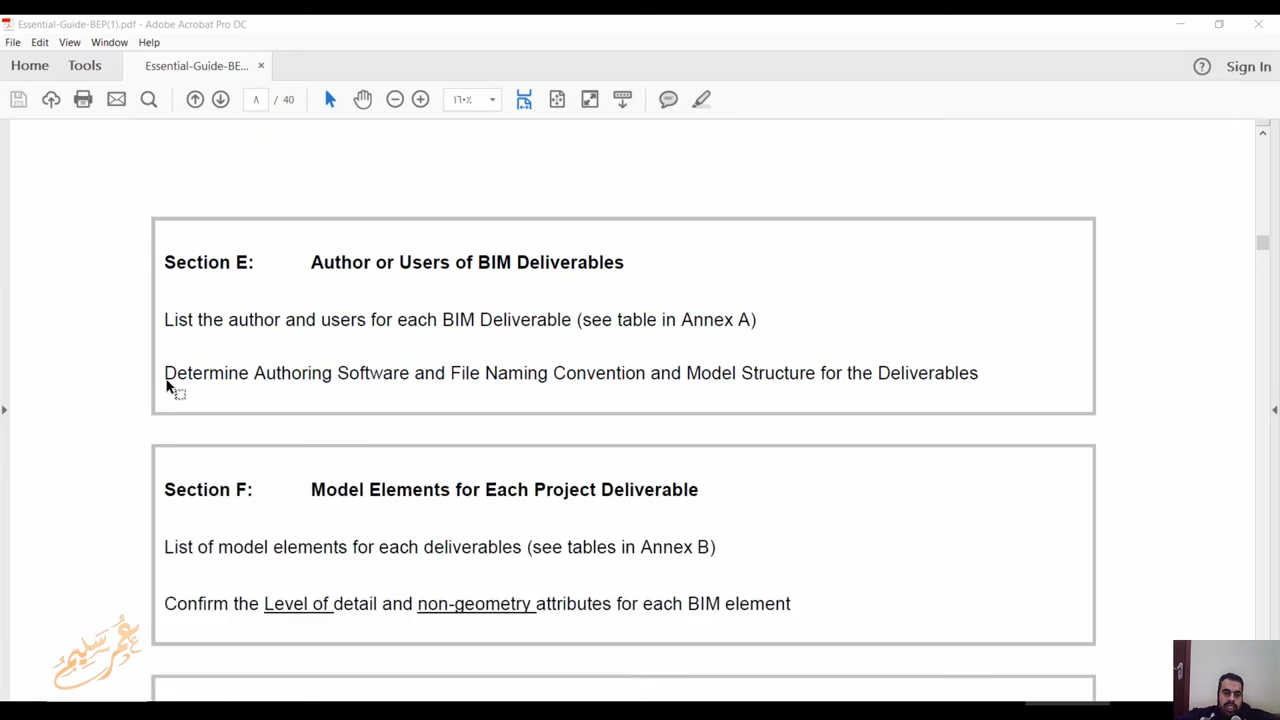 Essential-Guide-BEP(1).pdf - Adobe Acrobat Pro DC
File Edit View Window Help
Home Tools Essential-Guide-BE... × Sign In
٨ / 40 ١٦٠%
Section E: Author or Users of BIM Deliverables
List the author and users for each BIM Deliverable (see table in Annex A)
Determine Authoring Software and File Naming Convention and Model Structure for the Deliverables
Section F: Model Elements for Each Project Deliverable
List of model elements for each deliverables (see tables in Annex B)
Confirm the Level of detail and non-geometry attributes for each BIM element
عُمَر سَلِيم